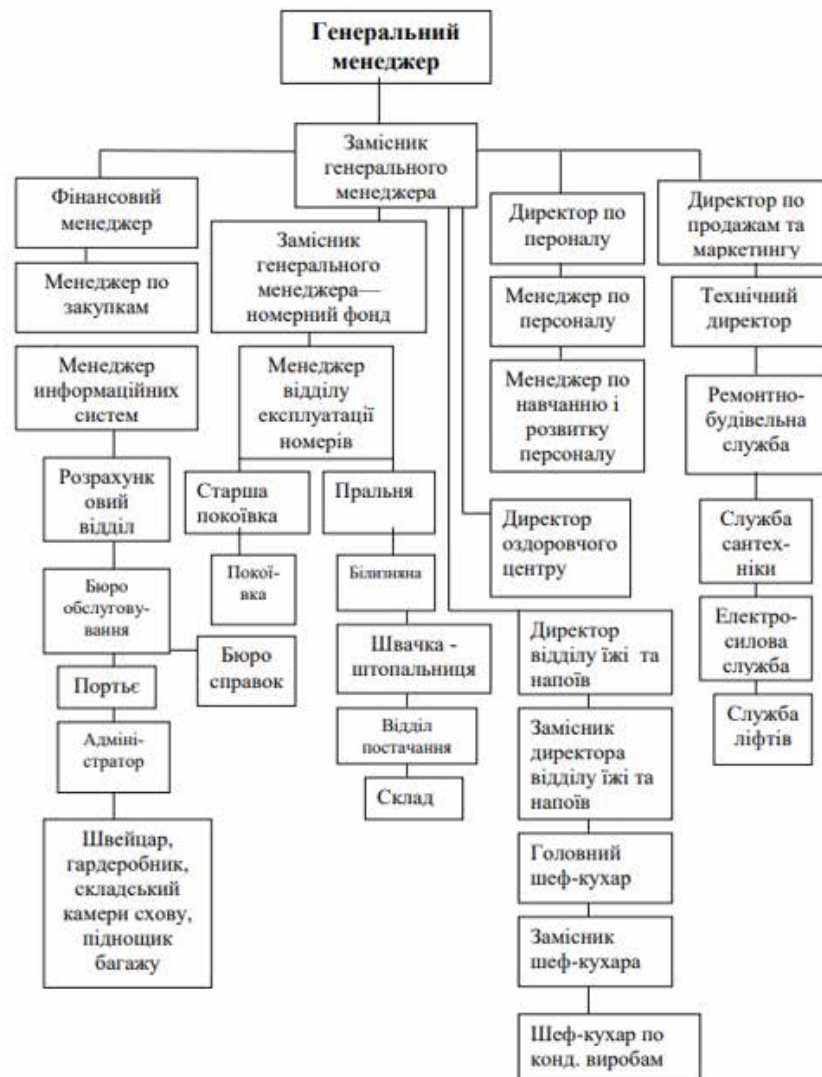 Генеральний
менеджер
Замісник
генерального
менеджера
Фінансовий
менеджер
Менеджер по
закупкам
Менеджер
информаційних
систем
Розрахунк
овий
відділ
Бюро
обслугову-
вання
Бюро
справок
Портьє
Адміні-
стратор
Швейцар,
гардеробник,
складський
камери схову,
піднощик
багажу
Замісник
генерального
менеджера—
номерний фонд
Менеджер
відділу
експлуатації
номерів
Старша
покоївка
Покої-
вка
Пральня
Білизняна
Швачка -
штопальниця
Відділ
постачання
Склад
Директор по
пероналу
Менеджер по
персоналу
Менеджер по
навчанню і
розвитку
персоналу
Директор
оздоровчого
центру
Директор
відділу їжі та
напоїв
Замісник
директора
відділу їжі та
напоїв
Головний
шеф-кухар
Замісник
шеф-кухара
Шеф-кухар по
конд. виробам
Директор по
продажам та
маркетингу
Технічний
директор
Ремонтно-
будівельна
служба
Служба
сантех-
ніки
Електро-
силова
служба
Служба
ліфтів